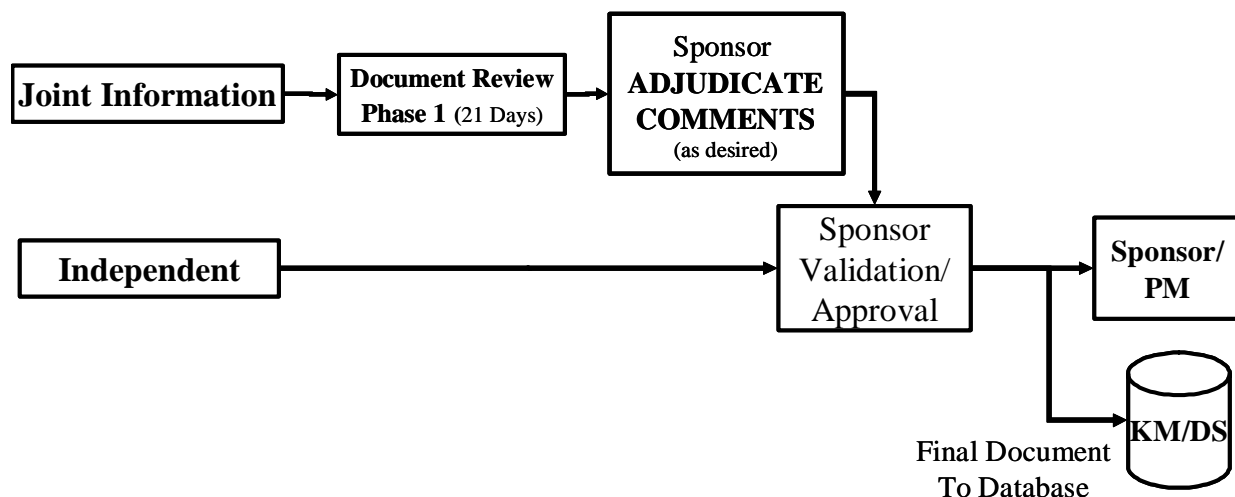 Joint Information
Document Review
Phase 1 (21 Days)
Sponsor
ADJUDICATE
COMMENTS
(as desired)
Independent
Sponsor
Validation/
Approval
Sponsor/
PM
KM/DS
Final Document
To Database